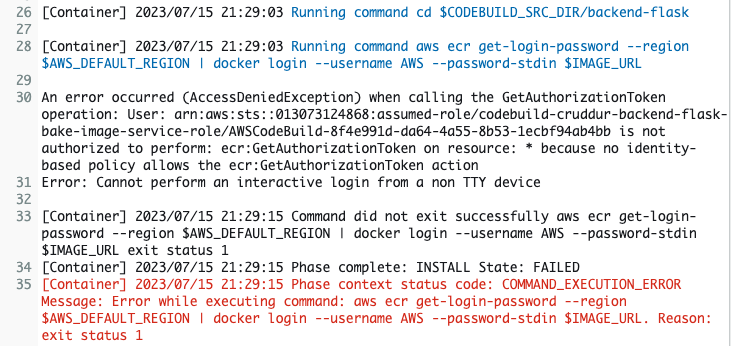 26 [Container] 2023/07/15 21:29:03 Running command cd $CODEBUILD_SRC_DIR/backend-flask
27
28 [Container] 2023/07/15 21:29:03 Running command aws ecr get-login-password --region
$AWS_DEFAULT_REGION | docker login --username AWS --password-stdin $IMAGE_URL
29
30 An error occurred (AccessDeniedException) when calling the GetAuthorizationToken
operation: User: arn:aws:sts::013073124868:assumed-role/codebuild-cruddur-backend-flask-
bake-image-service-role/AWSCodeBuild-8f4e991d-da64-4a55-8b53-1ecbf94ab4bb is not
authorized to perform: ecr:GetAuthorizationToken on resource: * because no identity-
based policy allows the ecr:GetAuthorizationToken action
31 Error: Cannot perform an interactive login from a non TTY device
32
33 [Container] 2023/07/15 21:29:15 Command did not exit successfully aws ecr get-login-
password --region $AWS_DEFAULT_REGION | docker login --username AWS --password-stdin
$IMAGE_URL exit status 1
34 [Container] 2023/07/15 21:29:15 Phase complete: INSTALL State: FAILED
35 [Container] 2023/07/15 21:29:15 Phase context status code: COMMAND_EXECUTION_ERROR
Message: Error while executing command: aws ecr get-login-password --region
$AWS_DEFAULT_REGION | docker login --username AWS --password-stdin $IMAGE_URL. Reason:
exit status 1